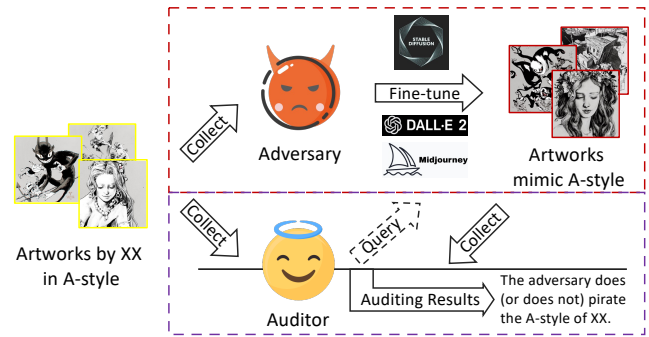 STABLE
DIFFUSION
Collect
Fine-tune
Adversary
DALL·E 2
Midjourney
Artworks
mimic A-style
Artworks by XX
in A-style
Collect
Query
Collect
Auditor
Auditing Results
The adversary does
(or does not) pirate
the A-style of XX.